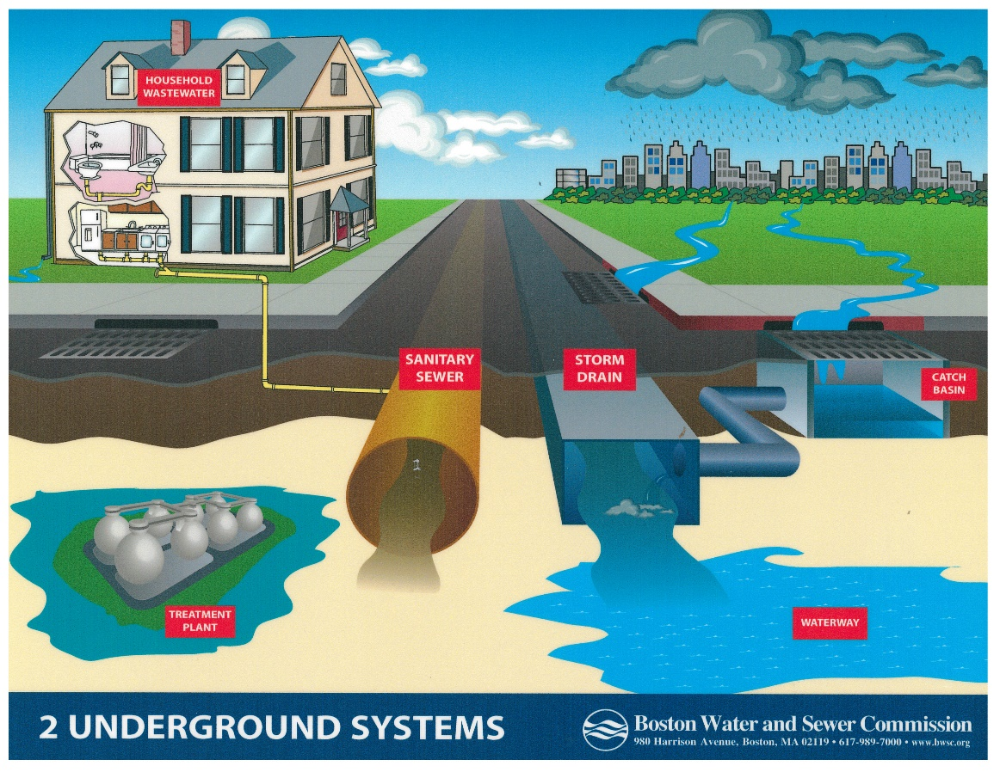 HOUSEHOLD
WASTEWATER
SANITARY
SEWER
STORM
DRAIN
CATCH
BASIN
1
TREATMENT
PLANT
WATERWAY
2 UNDERGROUND SYSTEMS
Boston Water and Sewer Commission
980 Harrison Avenue, Boston, MA 02119 • 617-989-7000 • www.bwsc.org